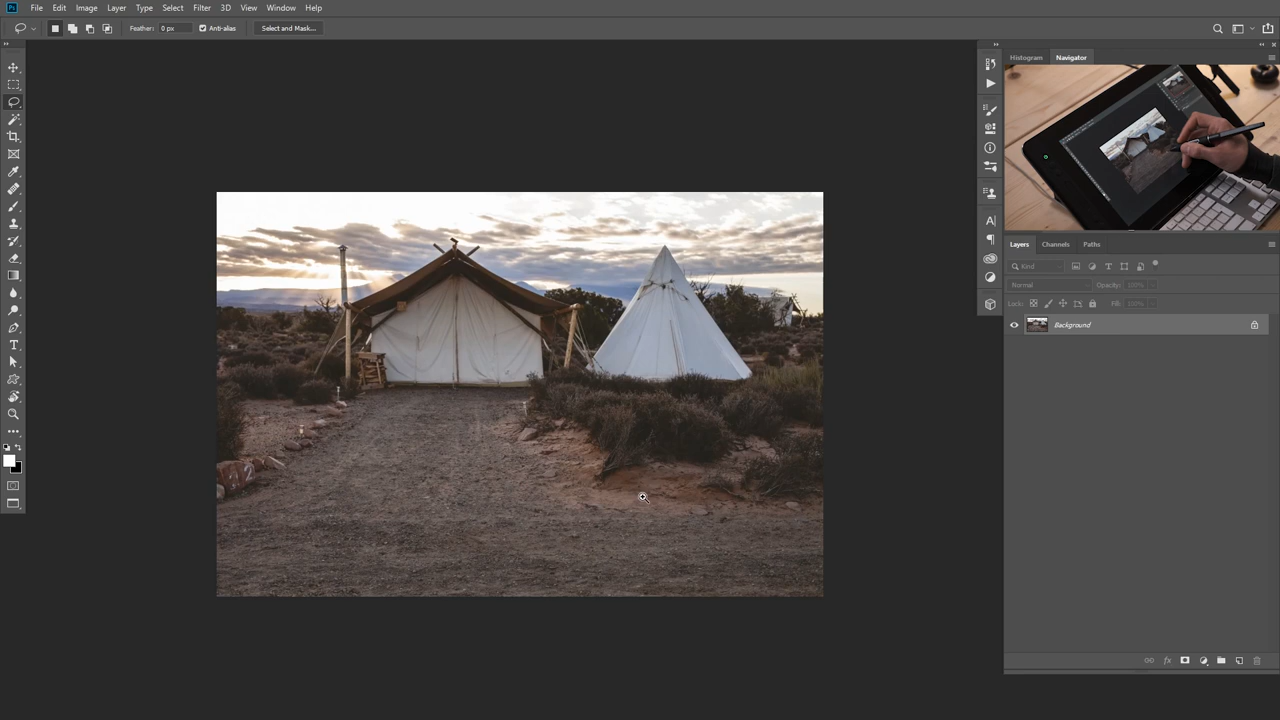 Ps File Edit Image Layer Type Select Filter 3D View Window Help
Feather: 0 px Anti-alias Select and Mask...
Histogram Navigator
Layers Channels Paths
Kind
Normal Opacity: 100%
Lock: Fill: 100%
Background